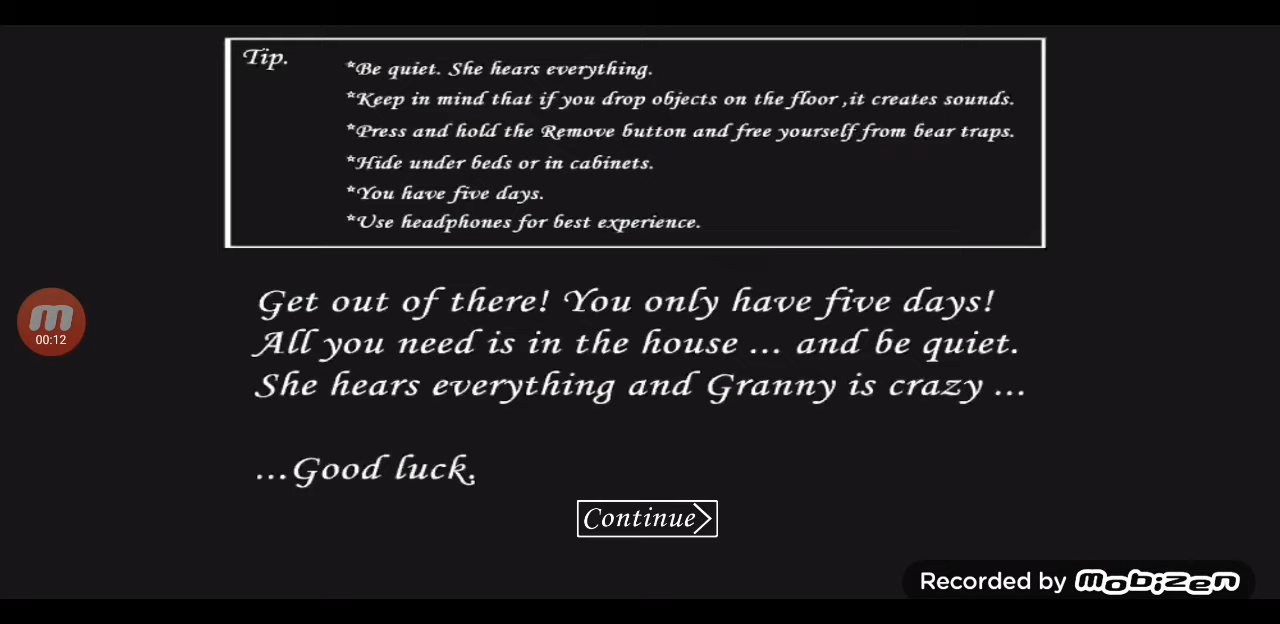 Tip.
*Be quiet. She hears everything.
*Keep in mind that if you drop objects on the floor ,it creates sounds.
*Press and hold the Remove button and free yourself from bear traps.
*Hide under beds or in cabinets.
*You have five days.
*Use headphones for best experience.
Get out of there! You only have five days!
All you need is in the house ... and be quiet.
She hears everything and Granny is crazy ...
...Good luck.
Continue
m
00:12
Recorded by mobizen